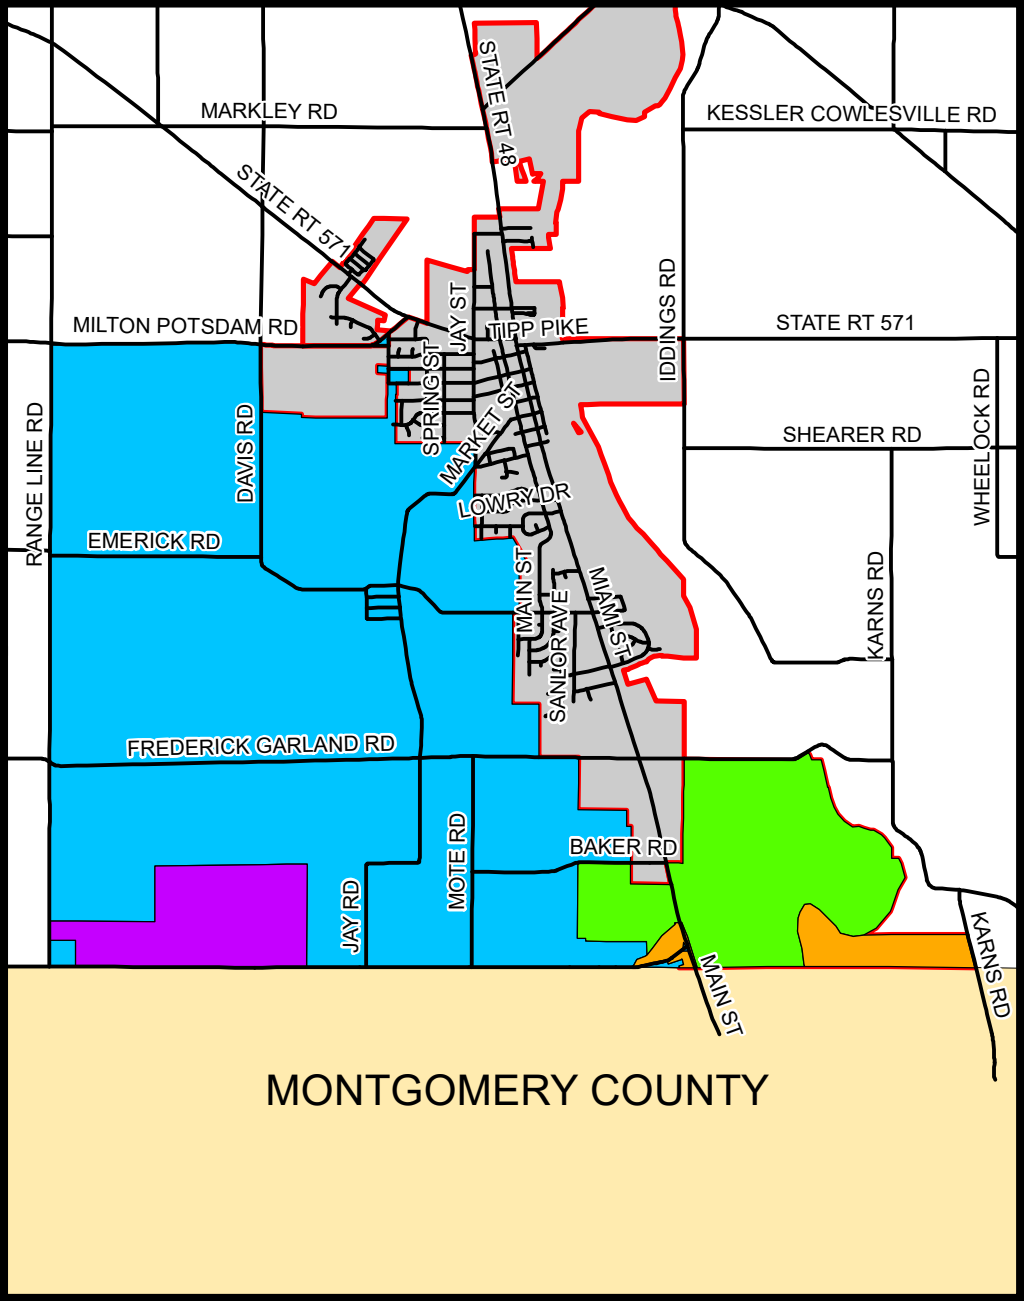 STATE RT 48
MARKLEY RD
KESSLER COWLESVILLE RD
STATE RT 571
IDDINGS RD
JAY ST
MILTON POTSDAM RD
TIPP PIKE
STATE RT 571
SPRING ST
WHEELOCK RD
RANGE LINE RD
DAVIS RD
MARKET ST
SHEARER RD
LOWRY DR
EMERICK RD
MAIN ST
SANLOR AVE
MIAMI ST
KARNS RD
FREDERICK GARLAND RD
MOTE RD
BAKER RD
JAY RD
KARNS RD
MAIN ST
MONTGOMERY COUNTY